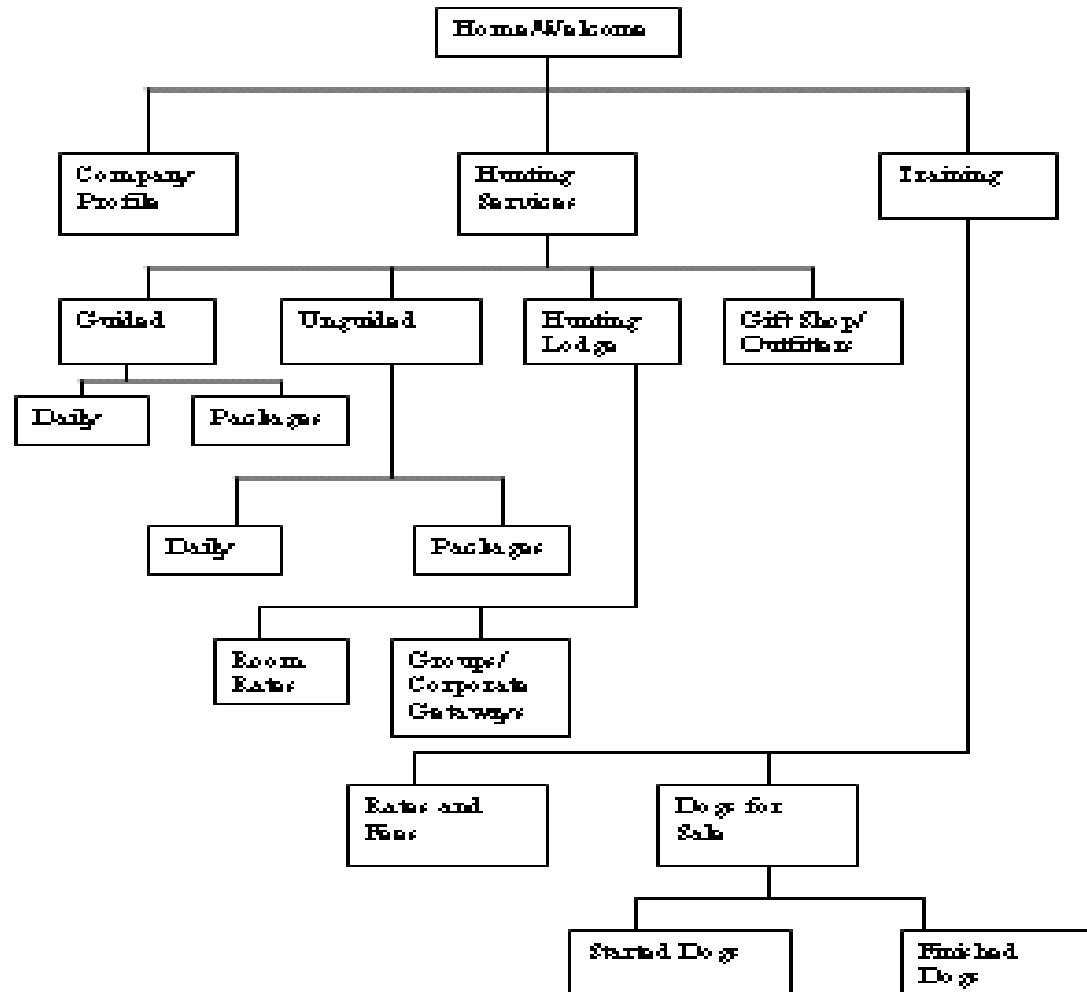 Home/Welcome
Company
Profile
Hunting
Services
Training
Guided
Unguided
Hunting
Lodge
Gift Shop/
Outfitters
Daily
Packages
Daily
Packages
Room
Rates
Groups/
Corporate
Getaways
Rates and
Fees
Dogs for
Sale
Started Dogs
Finished
Dogs